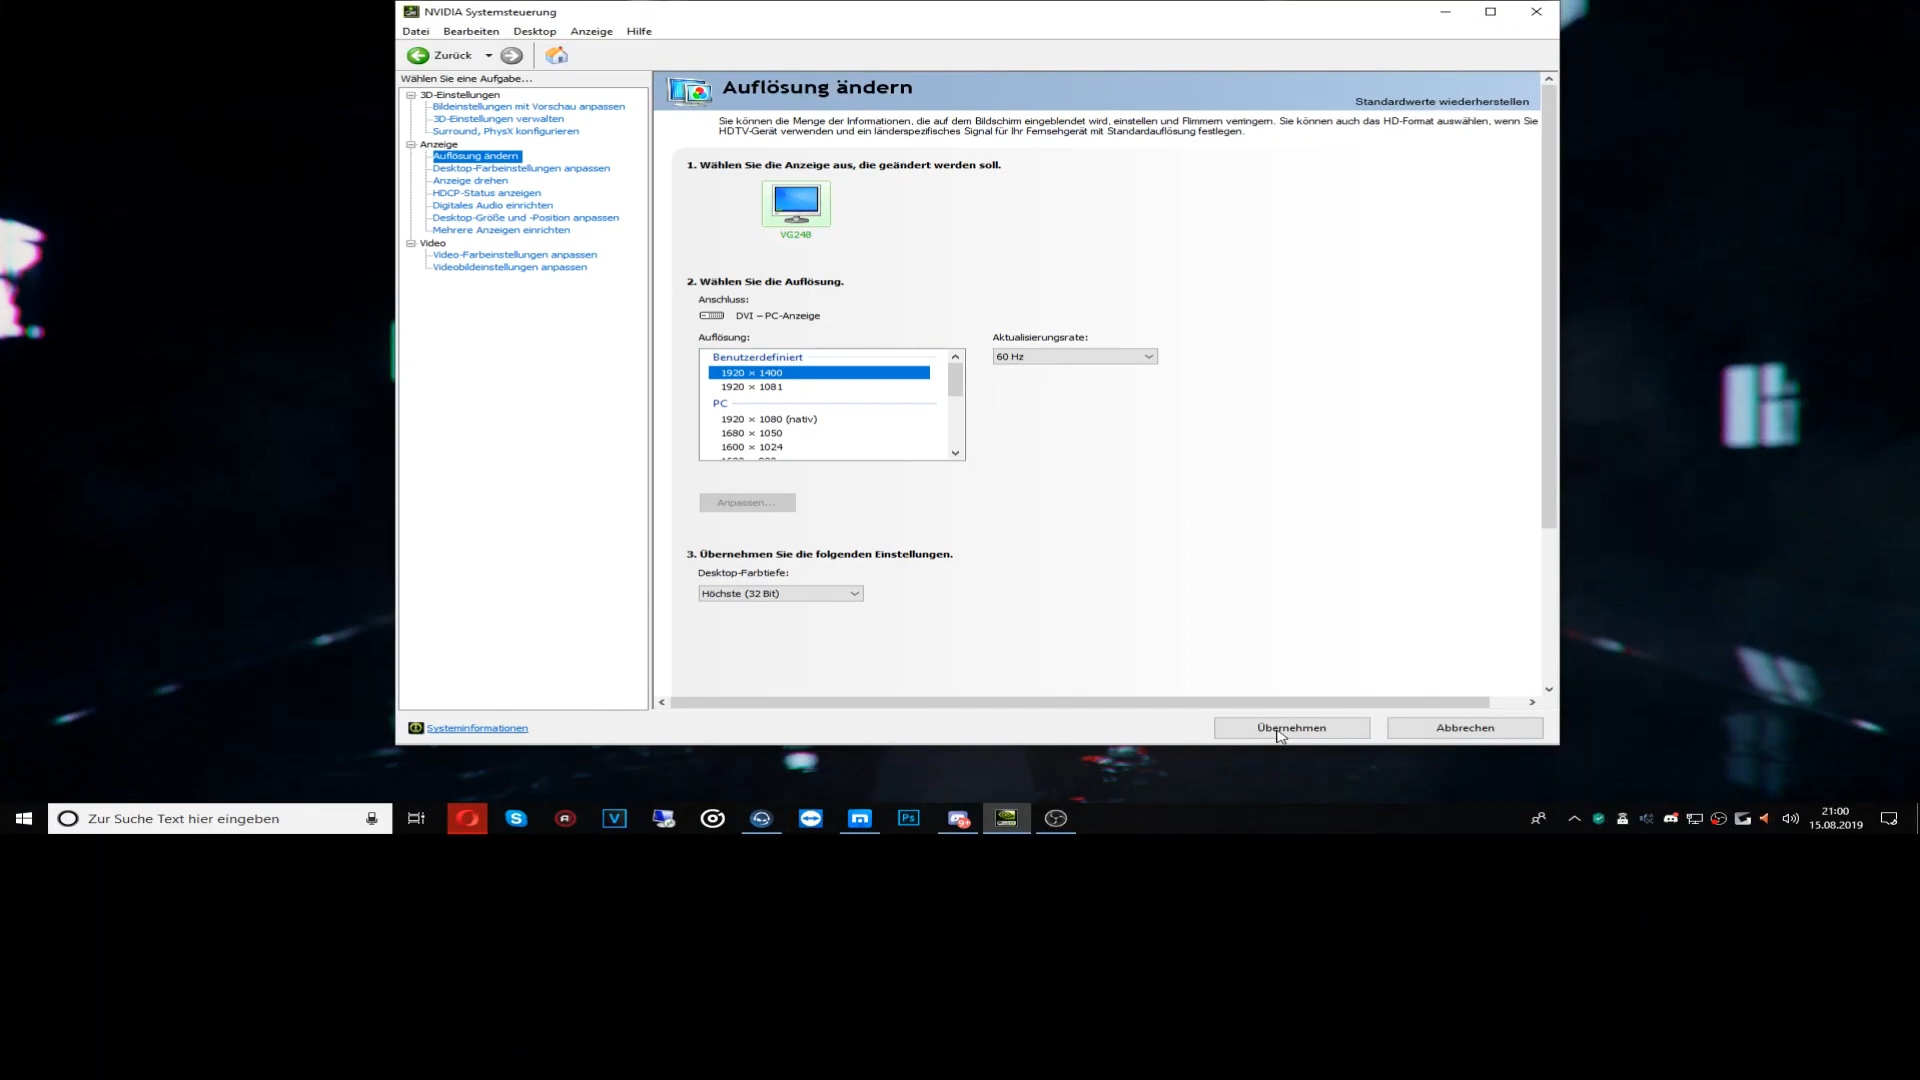 NVIDIA Systemsteuerung
Datei Bearbeiten Desktop Anzeige Hilfe
Zurück
Wählen Sie eine Aufgabe...
3D-Einstellungen
Bildeinstellungen mit Vorschau anpassen
3D-Einstellungen verwalten
Surround, PhysX konfigurieren
Anzeige
Auflösung ändern
Desktop-Farbeinstellungen anpassen
Anzeige drehen
HDCP-Status anzeigen
Digitales Audio einrichten
Desktop-Größe und -Position anpassen
Mehrere Anzeigen einrichten
Video
Video-Farbeinstellungen anpassen
Videobildeinstellungen anpassen
Systeminformationen
Auflösung ändern
Standardwerte wiederherstellen
Sie können die Menge der Informationen, die auf dem Bildschirm eingeblendet wird, einstellen und Flimmern verringern. Sie können auch das HD-Format auswählen, wenn Sie
HDTV-Gerät verwenden und ein länderspezifisches Signal für Ihr Fernsehgerät mit Standardauflösung festlegen.
1. Wählen Sie die Anzeige aus, die geändert werden soll.
VG248
2. Wählen Sie die Auflösung.
Anschluss:
DVI – PC-Anzeige
Auflösung:
Benutzerdefiniert
1920 × 1400
1920 × 1081
PC
1920 × 1080 (nativ)
1680 × 1050
1600 × 1024
Aktualisierungsrate:
60 Hz
Anpassen...
3. Übernehmen Sie die folgenden Einstellungen.
Desktop-Farbtiefe:
Höchste (32 Bit)
Übernehmen
Abbrechen
Zur Suche Text hier eingeben
Ps
21:00
15.08.2019